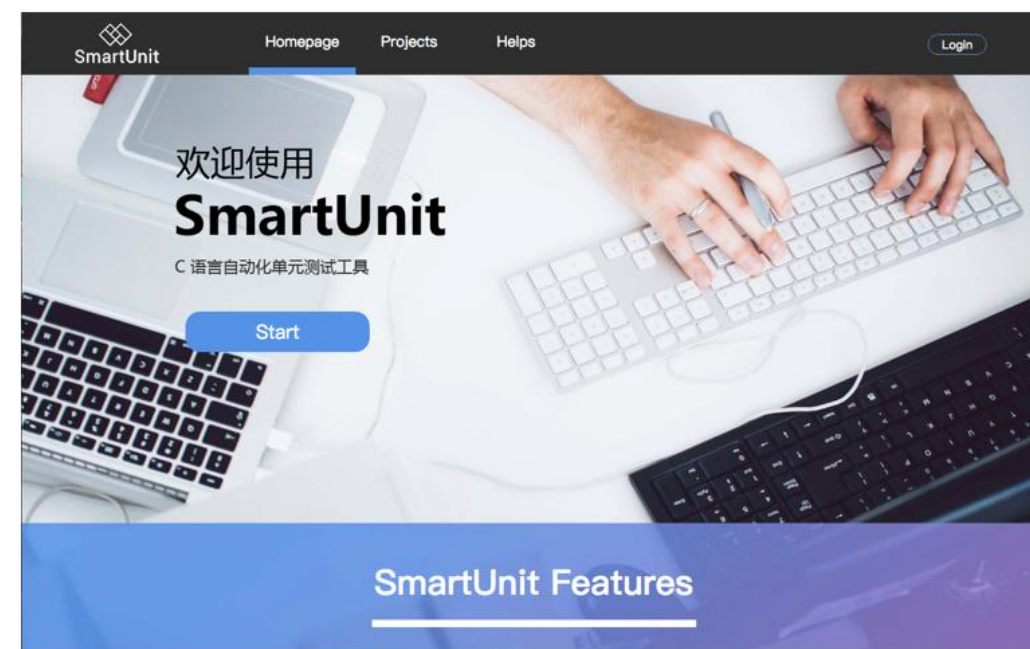 SmartUnit
Homepage Projects Helps
Login
欢迎使用
SmartUnit
C 语言自动化单元测试工具
Start
SmartUnit Features